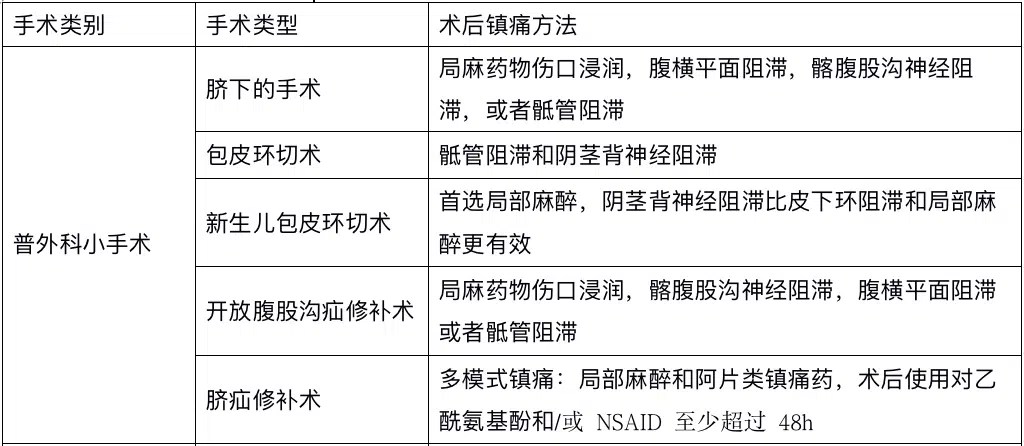 手术类别 手术类型 术后镇痛方法
普外科小手术
脐下的手术
局麻药物伤口浸润，腹横平面阻滞，髂腹股沟神经阻
滞，或者骶管阻滞
包皮环切术
骶管阻滞和阴茎背神经阻滞
新生儿包皮环切术
首选局部麻醉，阴茎背神经阻滞比皮下环阻滞和局部麻
醉更有效
开放腹股沟疝修补术
局麻药物伤口浸润，髂腹股沟神经阻滞，腹横平面阻滞
或者骶管阻滞
脐疝修补术
多模式镇痛：局部麻醉和阿片类镇痛药，术后使用对乙
酰氨基酚和/或 NSAID 至少超过 48h